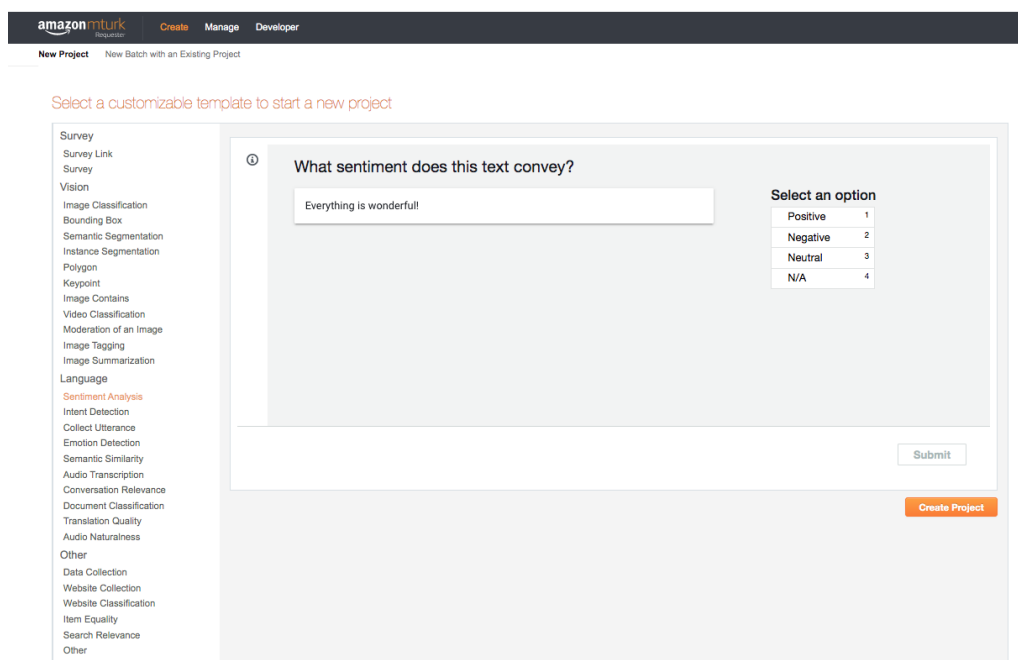 amazonmturk Create Manage Developer
Requester
New Project New Batch with an Existing Project
Select a customizable template to start a new project
Survey
Survey Link
Survey
Vision
Image Classification
Bounding Box
Semantic Segmentation
Instance Segmentation
Polygon
Keypoint
Image Contains
Video Classification
Moderation of an Image
Image Tagging
Image Summarization
Language
Sentiment Analysis
Intent Detection
Collect Utterance
Emotion Detection
Semantic Similarity
Audio Transcription
Conversation Relevance
Document Classification
Translation Quality
Audio Naturalness
Other
Data Collection
Website Collection
Website Classification
Item Equality
Search Relevance
Other
What sentiment does this text convey?
Everything is wonderful!
Select an option
Positive 1
Negative 2
Neutral 3
N/A 4
Submit
Create Project